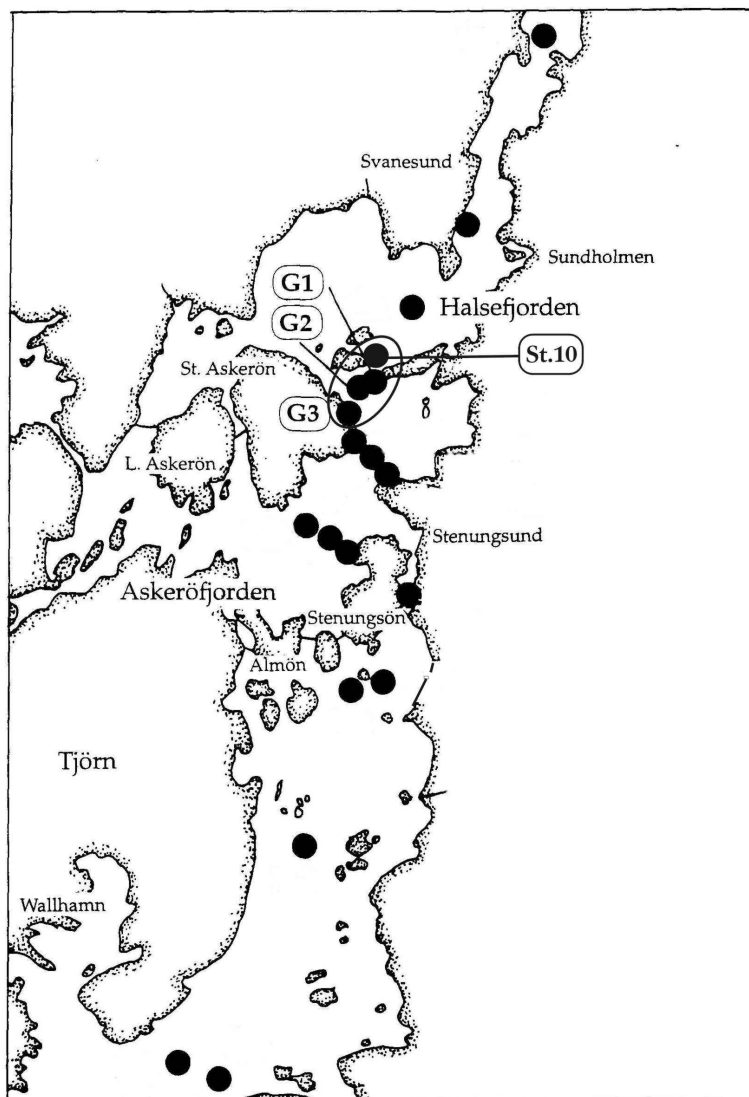 Svanesund
Sundholmen
G1
Halsefjorden
G2
St.10
St. Askerön
G3
L. Askerön
Stenungsund
Askeröfjorden
Stenungsön
Almön
Tjörn
Wallhamn